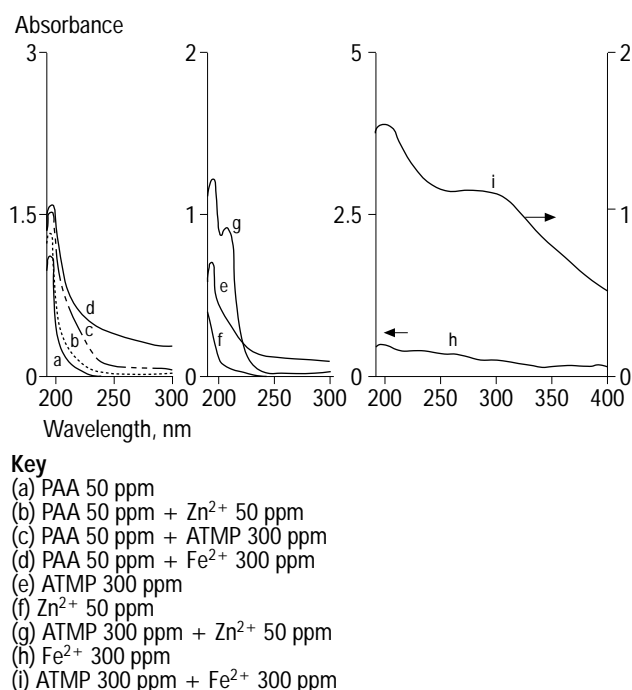 Absorbance
3 2 5 2
1.5 1 2.5 1
d
c
b
a
g
e
f
i
h
0 0 0 0
200 250 300 200 250 300 200 250 300 350 400
Wavelength, nm
Key
(a) PAA 50 ppm
(b) PAA 50 ppm + Zn²⁺ 50 ppm
(c) PAA 50 ppm + ATMP 300 ppm
(d) PAA 50 ppm + Fe²⁺ 300 ppm
(e) ATMP 300 ppm
(f) Zn²⁺ 50 ppm
(g) ATMP 300 ppm + Zn²⁺ 50 ppm
(h) Fe²⁺ 300 ppm
(i) ATMP 300 ppm + Fe²⁺ 300 ppm